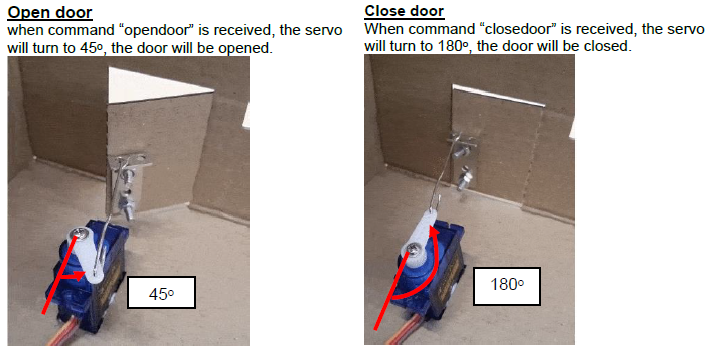 Open door
when command “opendoor” is received, the servo
will turn to 45º, the door will be opened.
45º
Close door
When command “closedoor” is received, the servo
will turn to 180º, the door will be closed.
180º